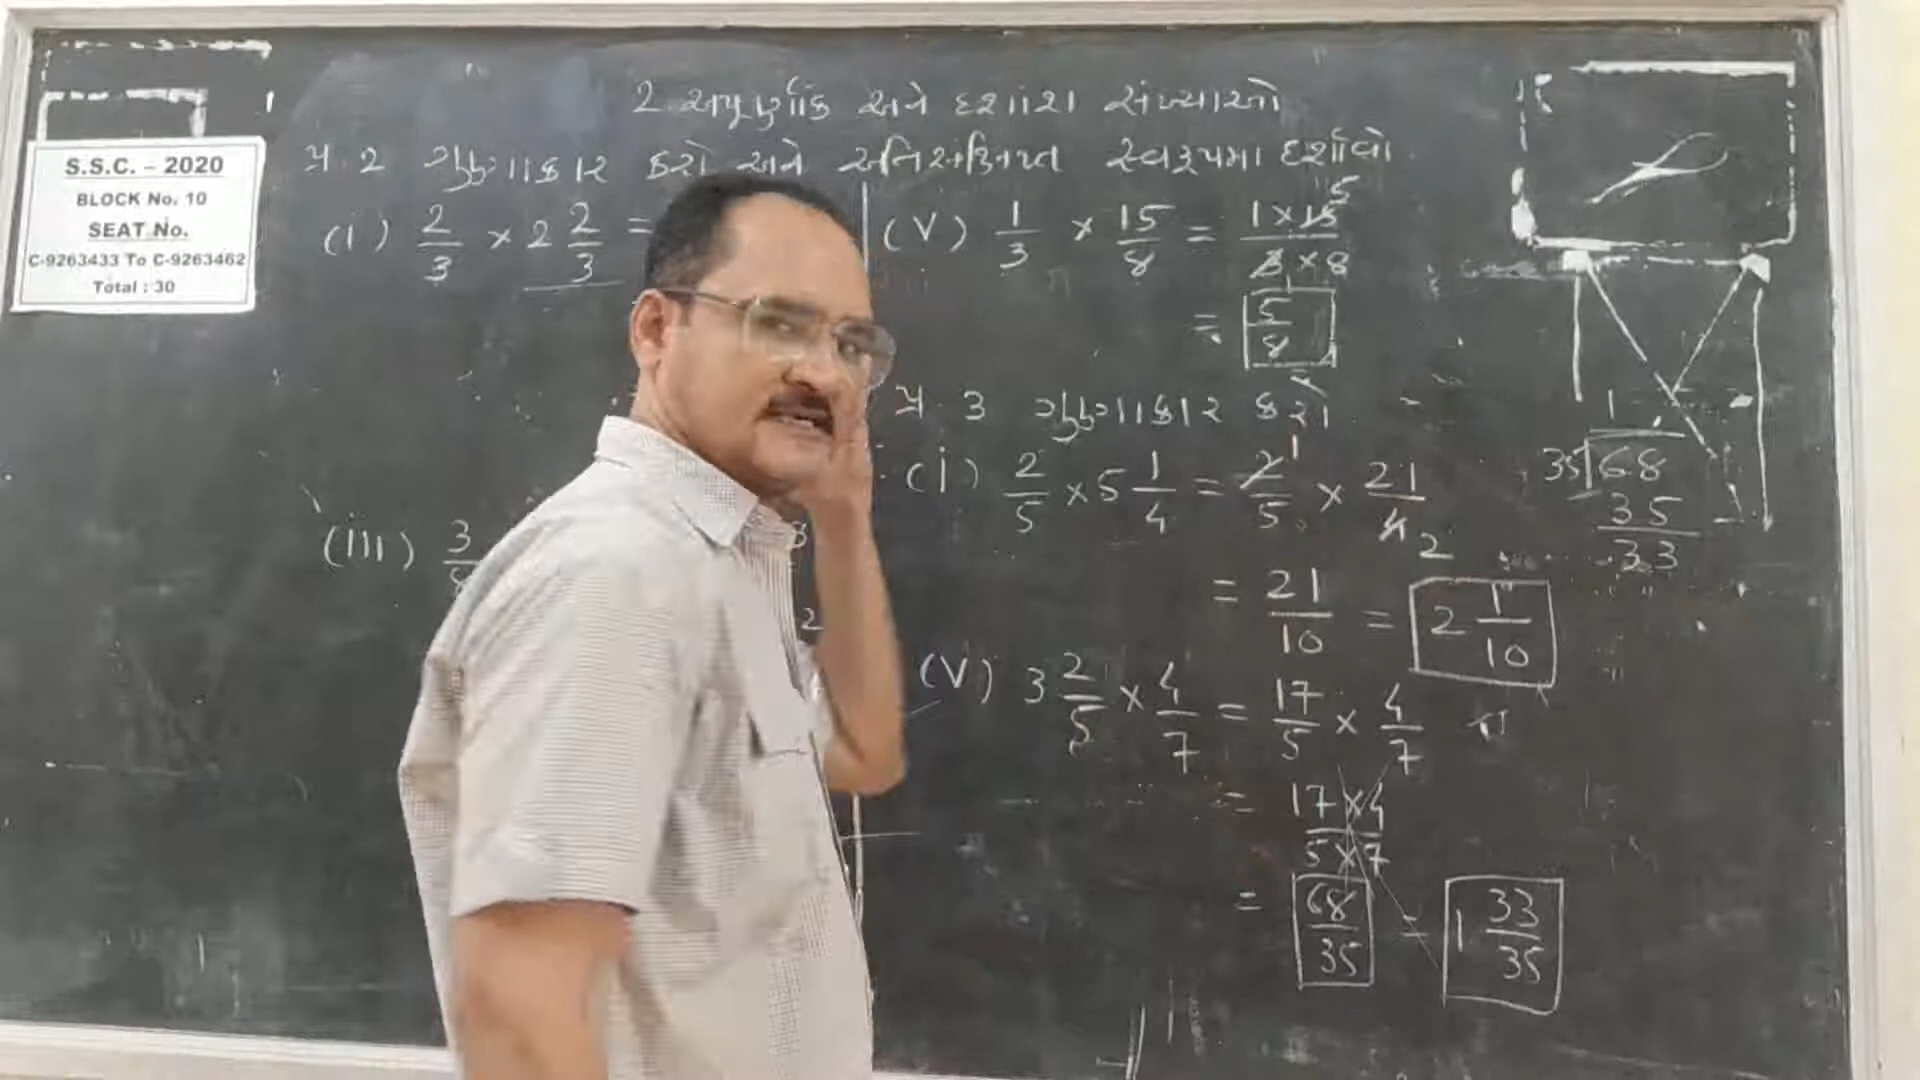 2. અપૂર્ણાંક અને દશાંશ સંખ્યાઓ
પ્ર. 2 ગુણાકાર કરો અને અતિસંક્ષિપ્ત સ્વરૂપમા દર્શાવો.
S.S.C. – 2020
BLOCK No. 10
SEAT No.
C-9263433 To C-9263462
Total : 30
(i) 2/3 × 2 2/3 =
(iii) 3/
(V) 1/3 × 15/8 = 1×15 5/3×8
= 5/8
પ્ર. 3 ગુણાકાર કરો
(i) 2/5 × 5 1/4 = 2 1/5 × 21/4 2
= 21/10 = 2 1/10
(V) 3 2/5 × 4/7 = 17/5 × 4/7
= 17×4/5×7
= 68/35 = 1 33/35
1
35)68
35
33